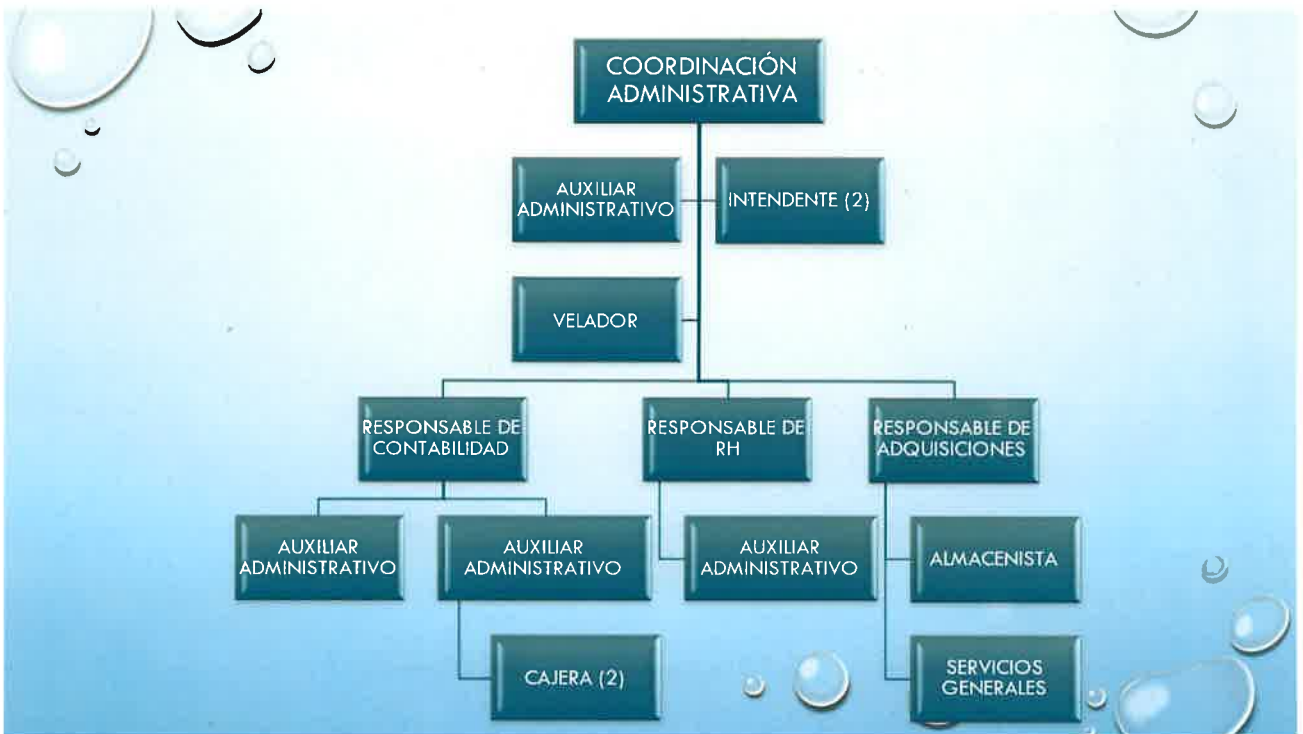 COORDINACIÓN
ADMINISTRATIVA
AUXILIAR
ADMINISTRATIVO
INTENDENTE (2)
VELADOR
RESPONSABLE DE
CONTABILIDAD
RESPONSABLE DE
RH
RESPONSABLE DE
ADQUISICIONES
AUXILIAR
ADMINISTRATIVO
AUXILIAR
ADMINISTRATIVO
AUXILIAR
ADMINISTRATIVO
ALMACENISTA
CAJERA (2)
SERVICIOS
GENERALES